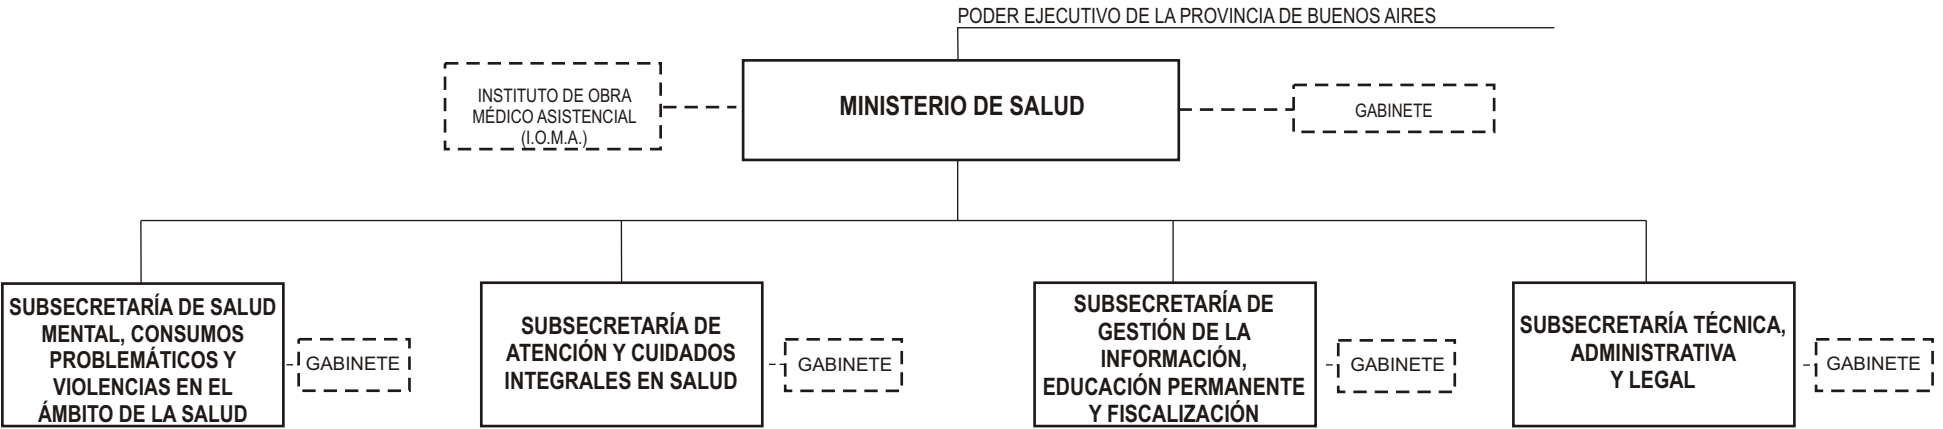 PODER EJECUTIVO DE LA PROVINCIA DE BUENOS AIRES
INSTITUTO DE OBRA
MÉDICO ASISTENCIAL
(I.O.M.A.)
MINISTERIO DE SALUD
GABINETE
SUBSECRETARÍA DE SALUD
MENTAL, CONSUMOS
PROBLEMÁTICOS Y
VIOLENCIAS EN EL
ÁMBITO DE LA SALUD
GABINETE
SUBSECRETARÍA DE
ATENCIÓN Y CUIDADOS
INTEGRALES EN SALUD
GABINETE
SUBSECRETARÍA DE
GESTIÓN DE LA
INFORMACIÓN,
EDUCACIÓN PERMANENTE
Y FISCALIZACIÓN
GABINETE
SUBSECRETARÍA TÉCNICA,
ADMINISTRATIVA
Y LEGAL
GABINETE